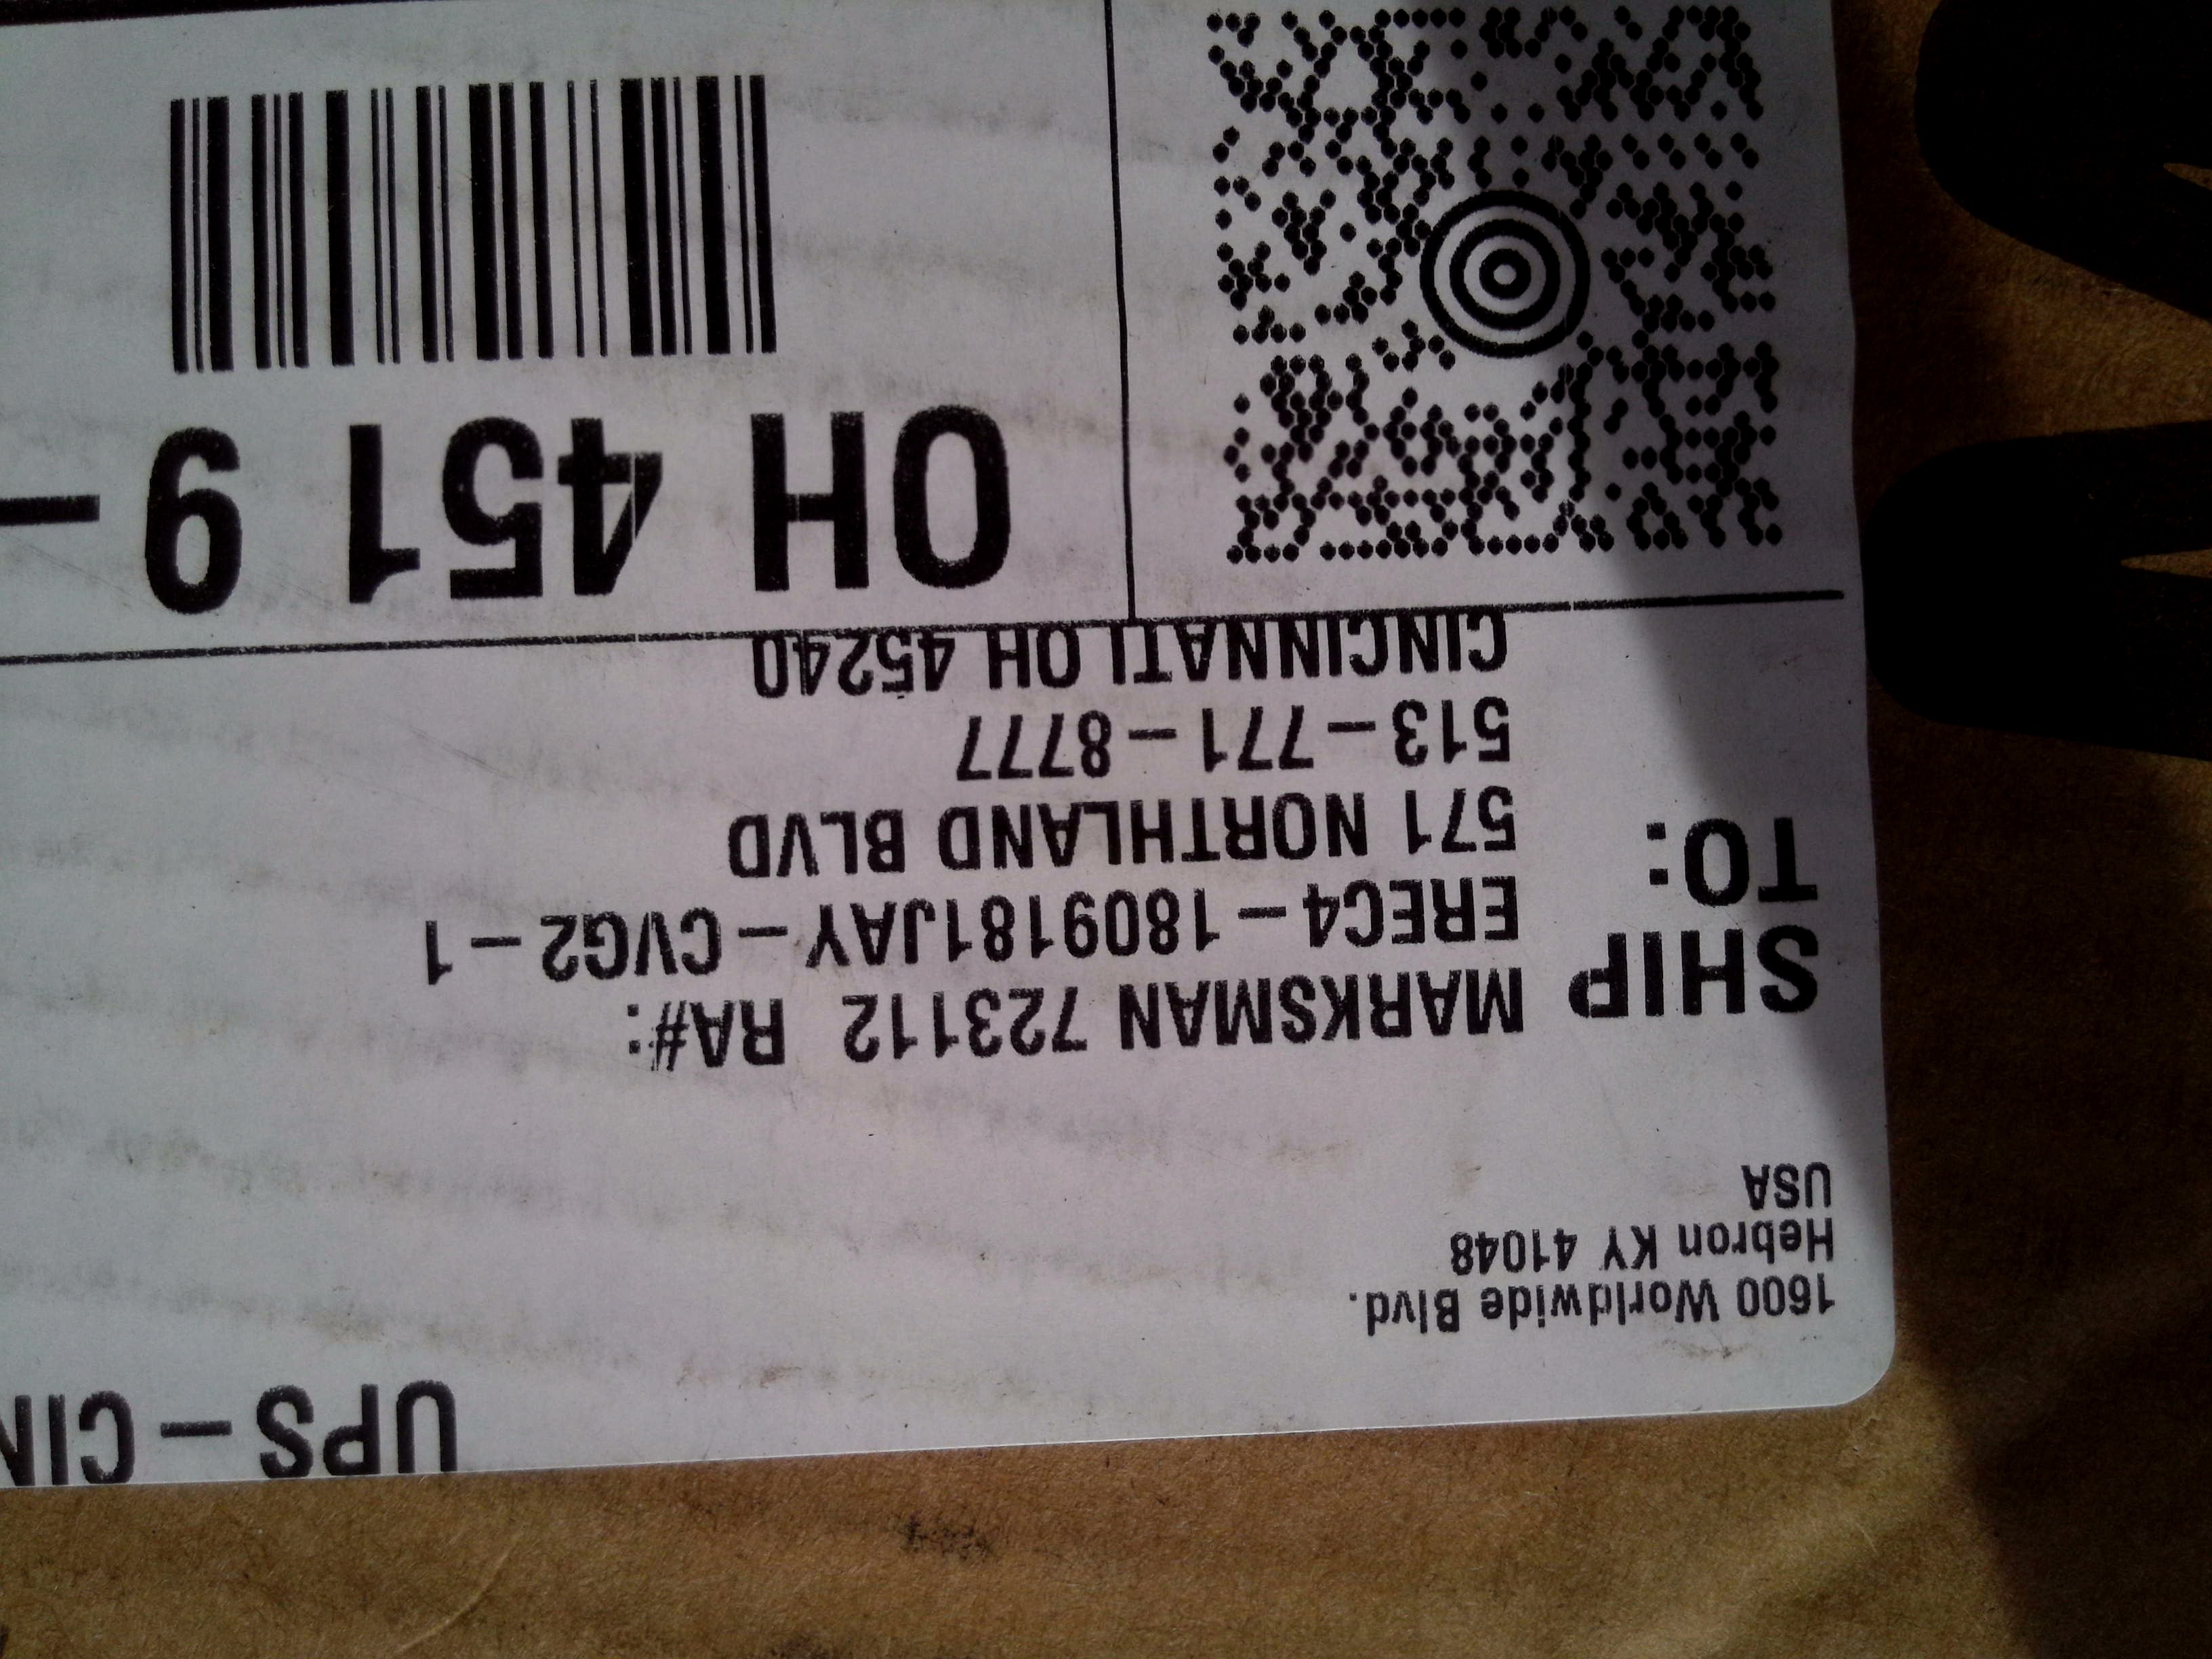 UPS - CIN
1600 Worldwide Blvd.
Hebron KY 41048
USA
SHIP
TO:
MARKSMAN 723112 RA#:
EREC4-1809181JAY-CVG2-1
571 NORTHLAND BLVD
513-771-8777
CINCINNATI OH 45240
OH 451 9-